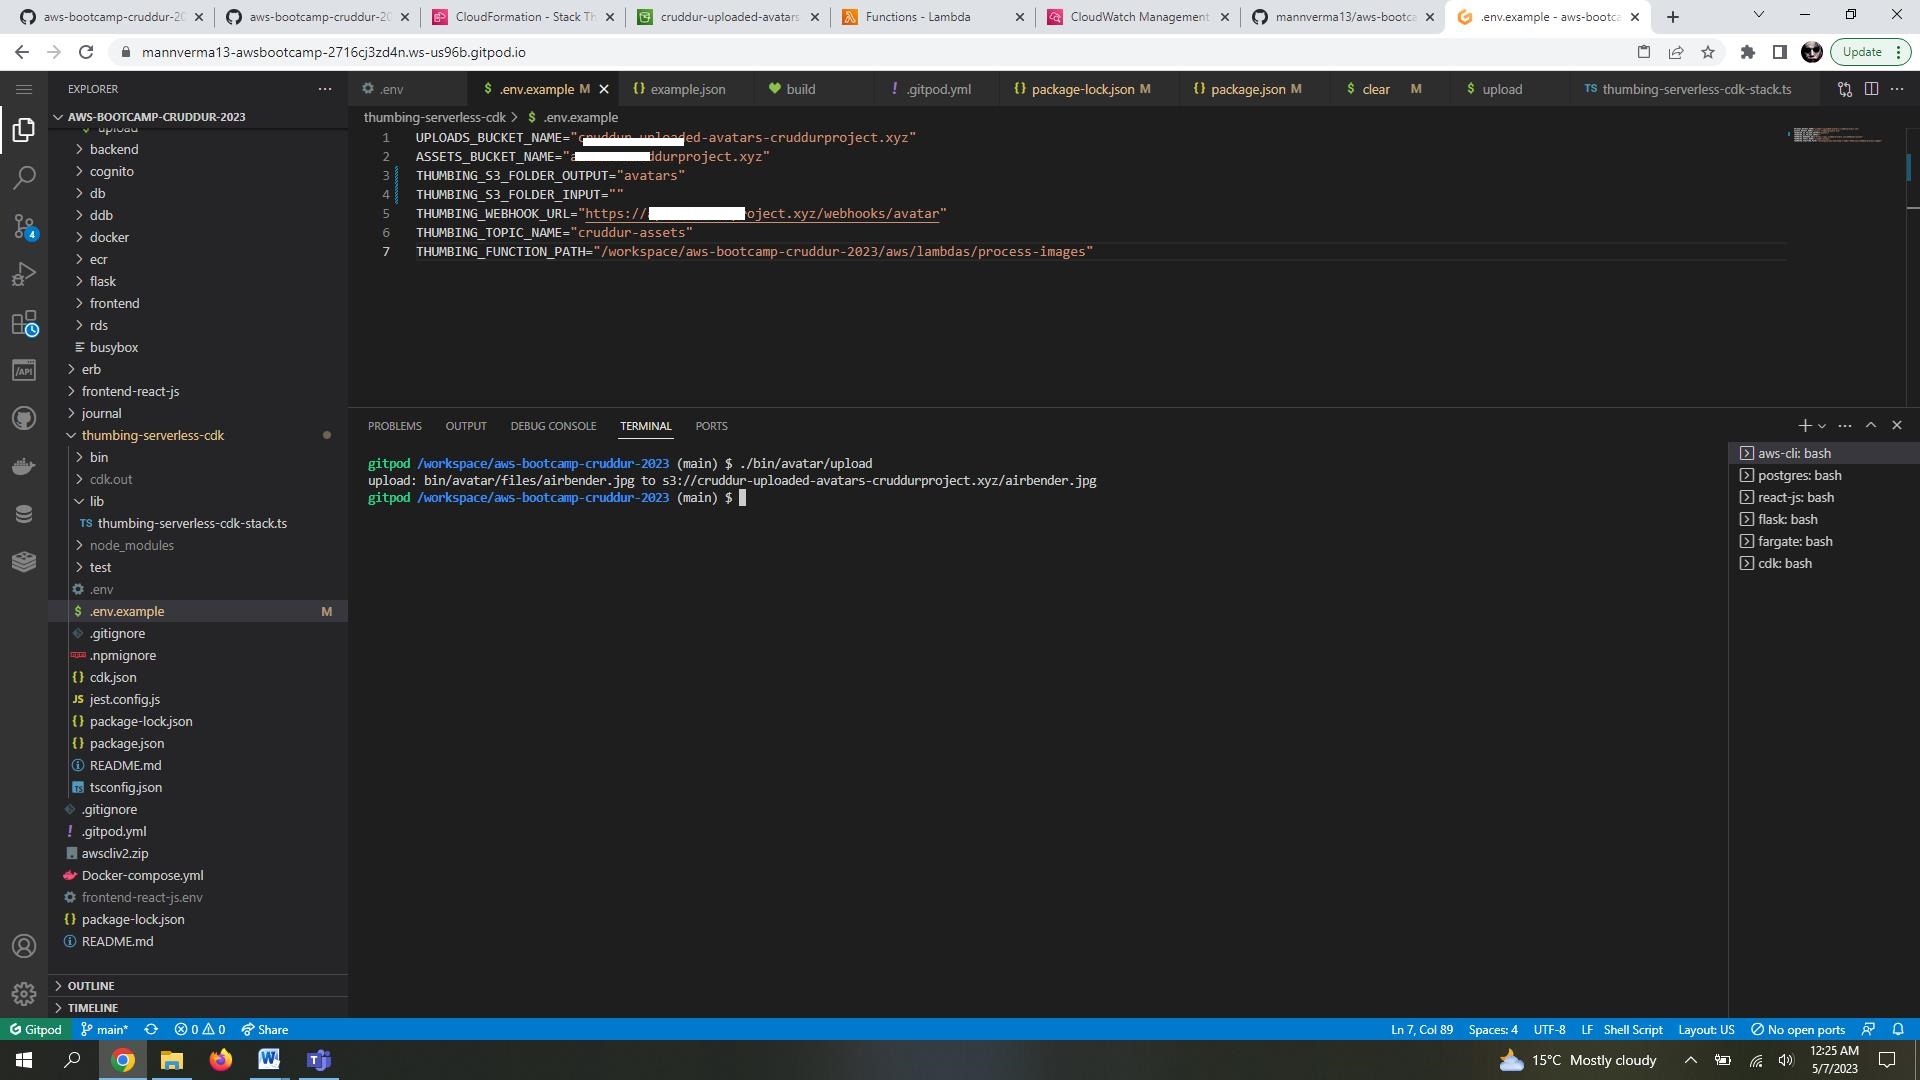 aws-bootcamp-cruddur-20
aws-bootcamp-cruddur-20
CloudFormation - Stack Th
cruddur-uploaded-avatars
Functions - Lambda
CloudWatch Management
mannverma13/aws-bootca
.env.example - aws-bootca
mannverma13-awsbootcamp-2716cj3zd4n.ws-us96b.gitpod.io
Update
EXPLORER
.env
.env.example M
example.json
build
.gitpod.yml
package-lock.json M
package.json M
clear M
upload
thumbing-serverless-cdk-stack.ts
AWS-BOOTCAMP-CRUDDUR-2023
thumbing-serverless-cdk > $ .env.example
upload
backend
cognito
db
ddb
docker
ecr
flask
frontend
rds
busybox
erb
frontend-react-js
journal
thumbing-serverless-cdk
bin
cdk.out
lib
TS thumbing-serverless-cdk-stack.ts
node_modules
test
.env
$ .env.example M
.gitignore
.npmignore
cdk.json
JS jest.config.js
package-lock.json
package.json
README.md
tsconfig.json
.gitignore
.gitpod.yml
awscliv2.zip
Docker-compose.yml
frontend-react-js.env
package-lock.json
README.md
OUTLINE
TIMELINE
4
/API
1 UPLOADS_BUCKET_NAME="cruddur-uploaded-avatars-cruddurproject.xyz"
2 ASSETS_BUCKET_NAME="a ddurproject.xyz"
3 THUMBING_S3_FOLDER_OUTPUT="avatars"
4 THUMBING_S3_FOLDER_INPUT=""
5 THUMBING_WEBHOOK_URL="https:// oject.xyz/webhooks/avatar"
6 THUMBING_TOPIC_NAME="cruddur-assets"
7 THUMBING_FUNCTION_PATH="/workspace/aws-bootcamp-cruddur-2023/aws/lambdas/process-images"
PROBLEMS OUTPUT DEBUG CONSOLE TERMINAL PORTS
gitpod /workspace/aws-bootcamp-cruddur-2023 (main) $ ./bin/avatar/upload
upload: bin/avatar/files/airbender.jpg to s3://cruddur-uploaded-avatars-cruddurproject.xyz/airbender.jpg
gitpod /workspace/aws-bootcamp-cruddur-2023 (main) $
aws-cli: bash
postgres: bash
react-js: bash
flask: bash
fargate: bash
cdk: bash
Gitpod main* 0 0 Share
Ln 7, Col 89 Spaces: 4 UTF-8 LF Shell Script Layout: US No open ports
15°C Mostly cloudy
12:25 AM
5/7/2023